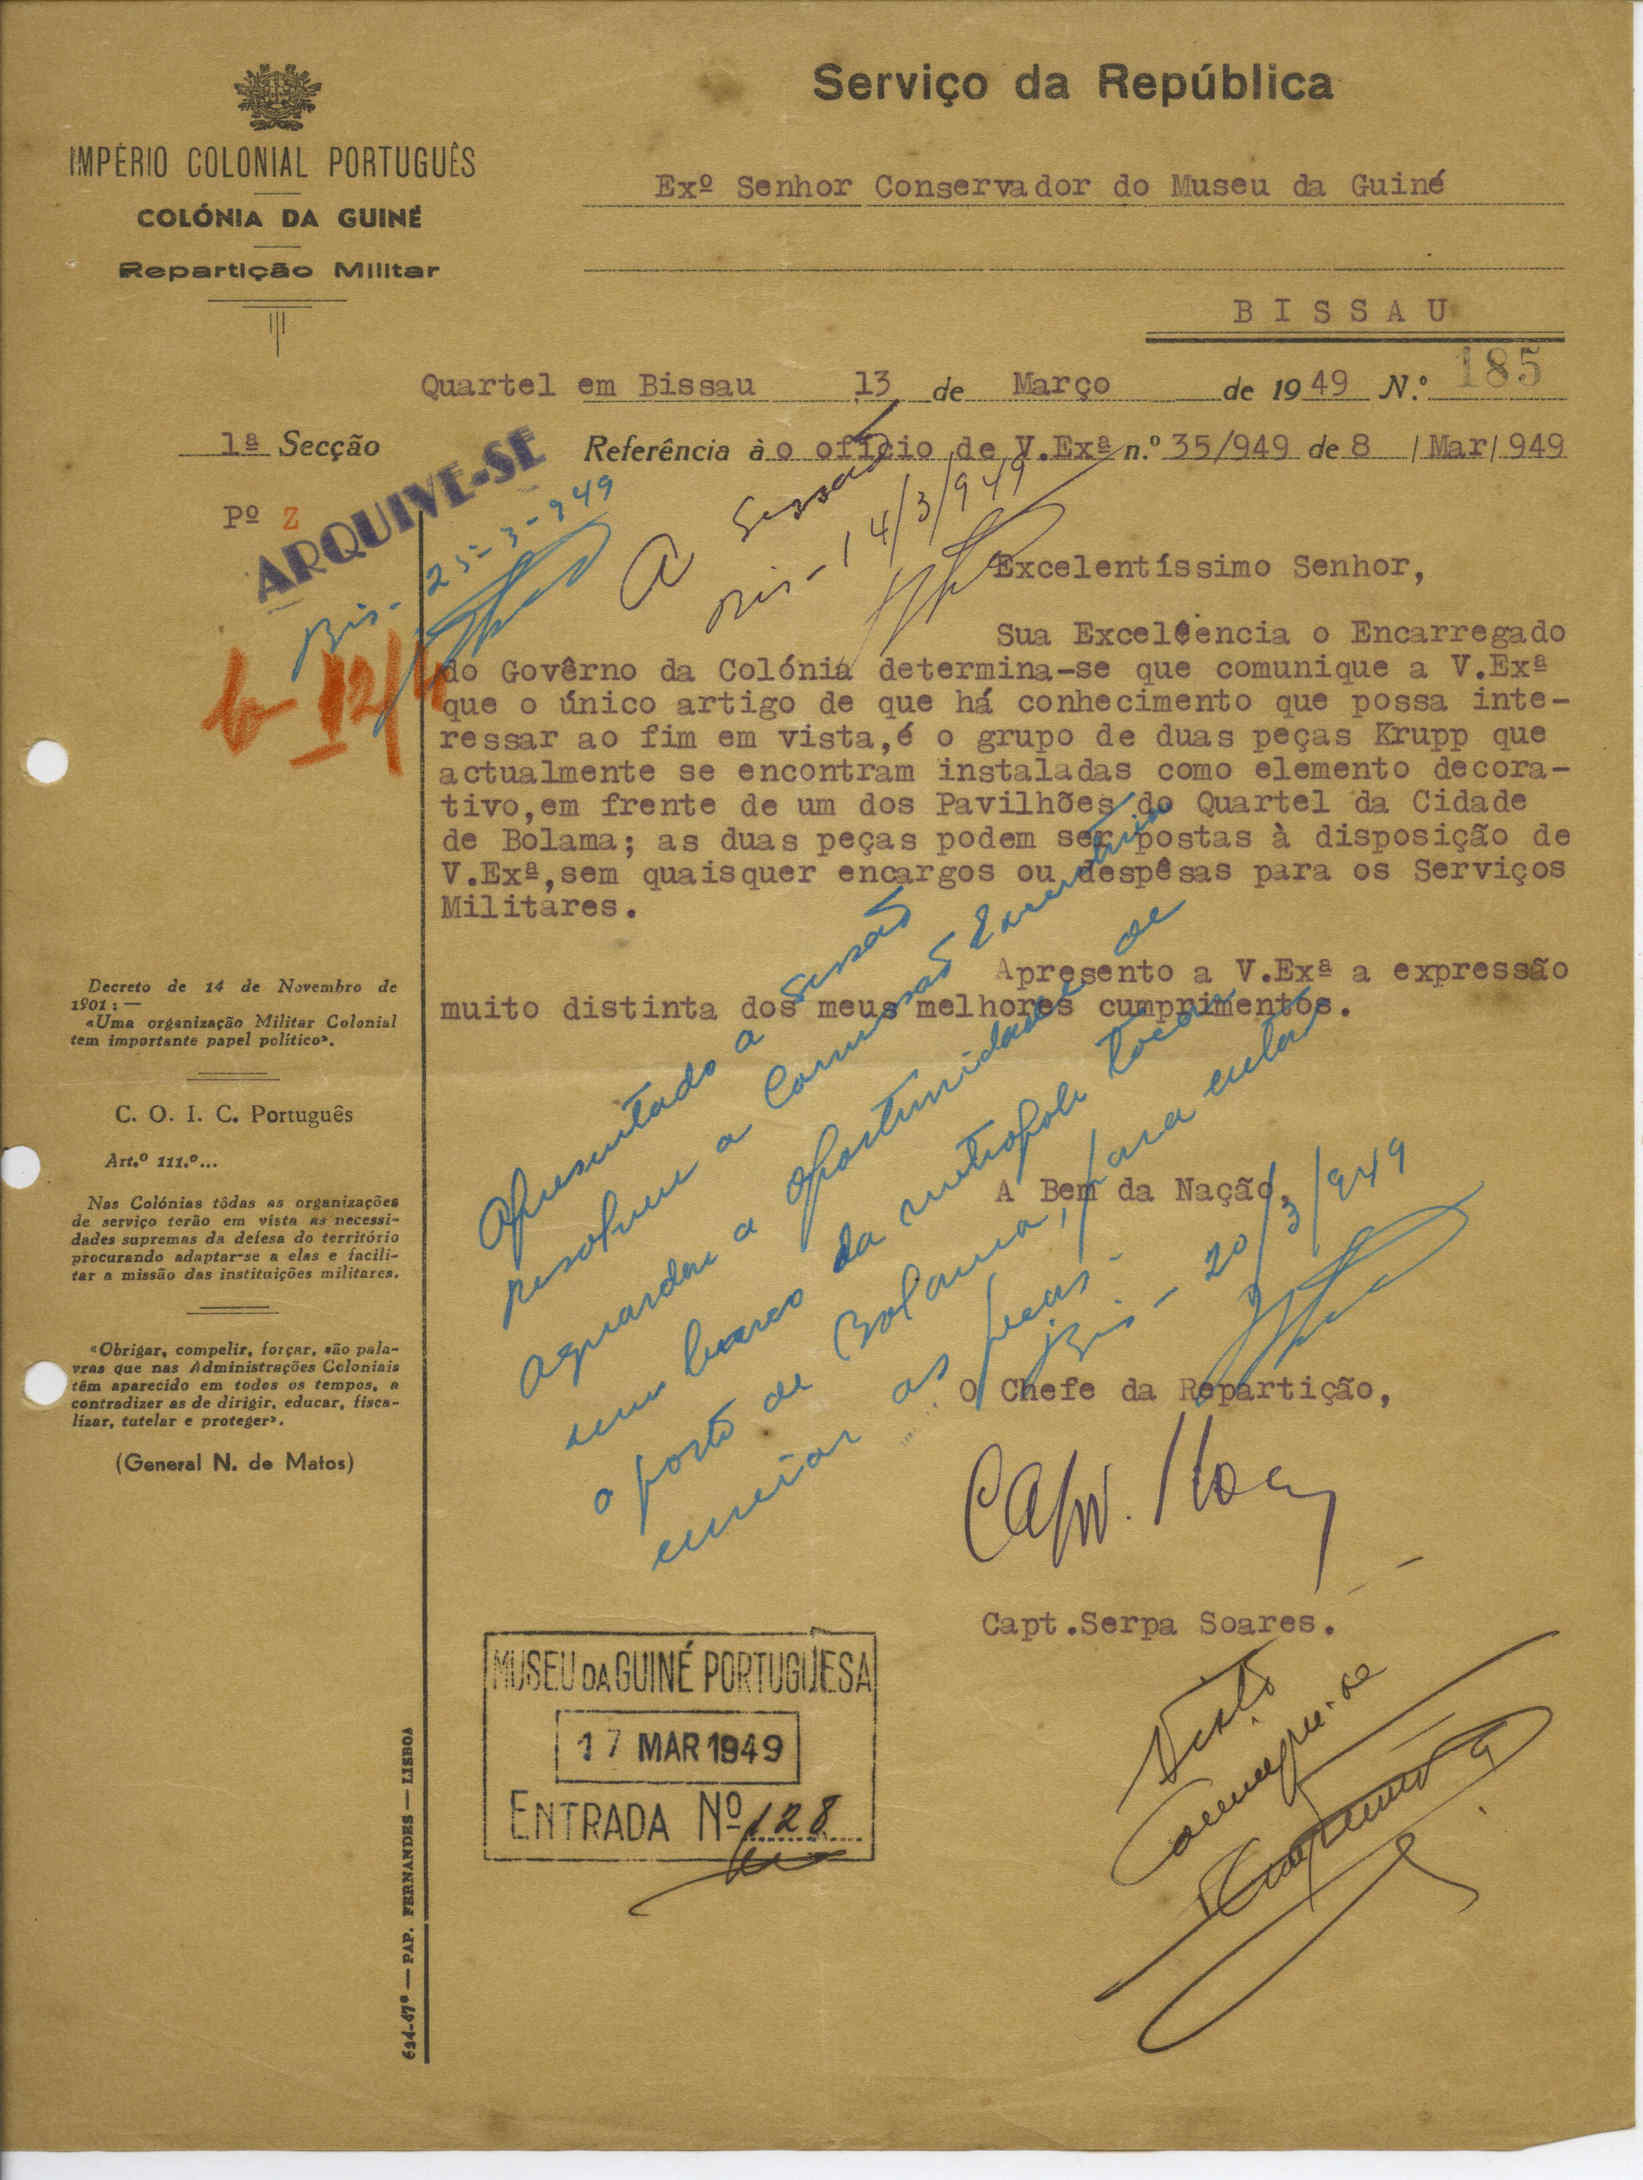 Serviço da República
IMPÉRIO COLONIAL PORTUGUÊS
COLÓNIA DA GUINÉ
Repartição Militar
Exº Senhor Conservador do Museu da Guiné
BISSAU
Quartel em Bissau 13 de Março de 1949 N.º 185
1ª Secção
Referência à o ofício de V.Exª n.º 35/949 de 8 / Mar / 949
Pº Z
ARQUIVE-SE
Bis- 25-3-949
A sessão
Bis- 14/3/949
Excelentíssimo Senhor,
Sua Excelêencia o Encarregado
do Govêrno da Colónia determina-se que comunique a V.Exª
que o único artigo de que há conhecimento que possa inte-
ressar ao fim em vista,é o grupo de duas peças Krupp que
actualmente se encontram instaladas como elemento decora-
tivo,em frente de um dos Pavilhões do Quartel da Cidade
de Bolama; as duas peças podem ser postas à disposição de
V.Exª,sem quaisquer encargos ou despêsas para os Serviços
Militares.
Apresento a V.Exª a expressão
muito distinta dos meus melhores cumprimentos.
Apresentado a sessão
resolveu a Comissão Executiva
aguardar a oportunidade de
um barco da metropole tocar
o porto de Bolama, para então
enviar as peças.
Bis- 20/3/949
A Bem da Nação,
O Chefe da Repartição,
Capt.Serpa Soares.
Visto
Comunique-se
MUSEU DA GUINÉ PORTUGUESA
17 MAR 1949
ENTRADA Nº 128
Decreto de 14 de Novembro de
1901: —
«Uma organização Militar Colonial
tem importante papel político».
C. O. I. C. Português
Art.º 111.º...
Nas Colónias tôdas as organizações
de serviço terão em vista as necessi-
dades supremas da defesa do território
procurando adaptar-se a elas e facili-
tar a missão das instituições militares.
«Obrigar, compelir, forçar, são pala-
vras que nas Administrações Coloniais
têm aparecido em todos os tempos, a
contradizer as de dirigir, educar, fisca-
lizar, tutelar e proteger».
(General N. de Matos)
— PAP. FERNANDES — LISBOA